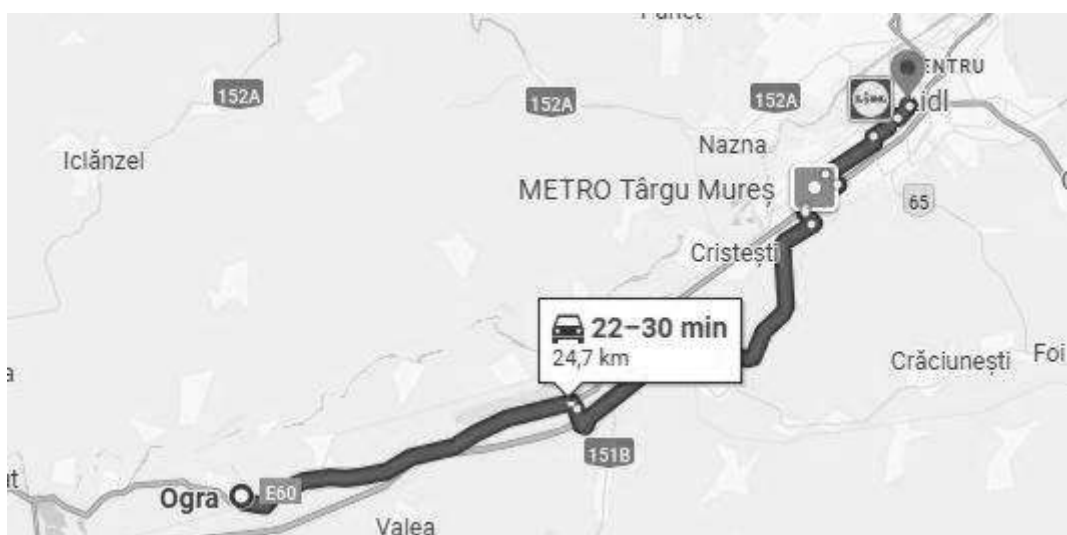 152A
152A
152A
ENTRU
idl
Iclănzel
Nazna
METRO Târgu Mureș
65
Cristești
22–30 min
24,7 km
Crăciunești
Foi
151B
Ogra
E60
Valea